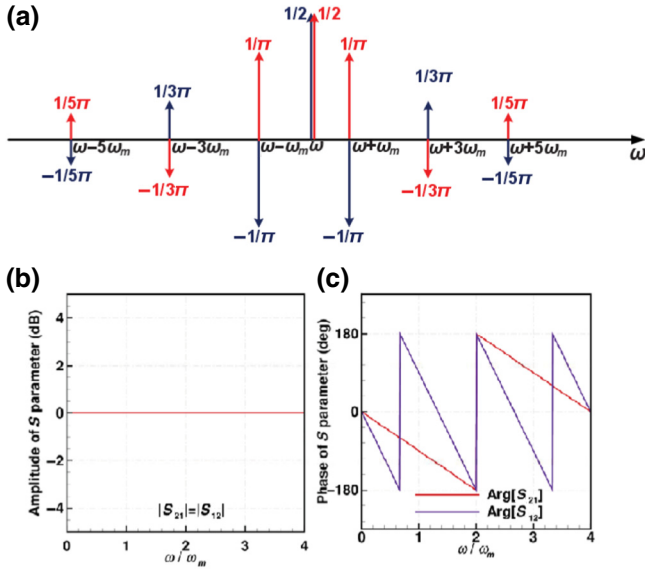 (a)
1/2 1/2
1/π 1/π
1/5π 1/3π 1/3π 1/5π
ω−5ωm ω−3ωm ω−ωm ω ω+ωm ω+3ωm ω+5ωm ω
−1/5π −1/3π −1/3π −1/5π
−1/π −1/π
(b)
Amplitude of S parameter (dB)
4
2
0
−2
−4
|S21|=|S12|
0 1 2 3 4
ω/ωm
(c)
Phase of S parameter (deg)
180
0
−180
Arg[S21]
Arg[S12]
0 1 2 3 4
ω/ωm